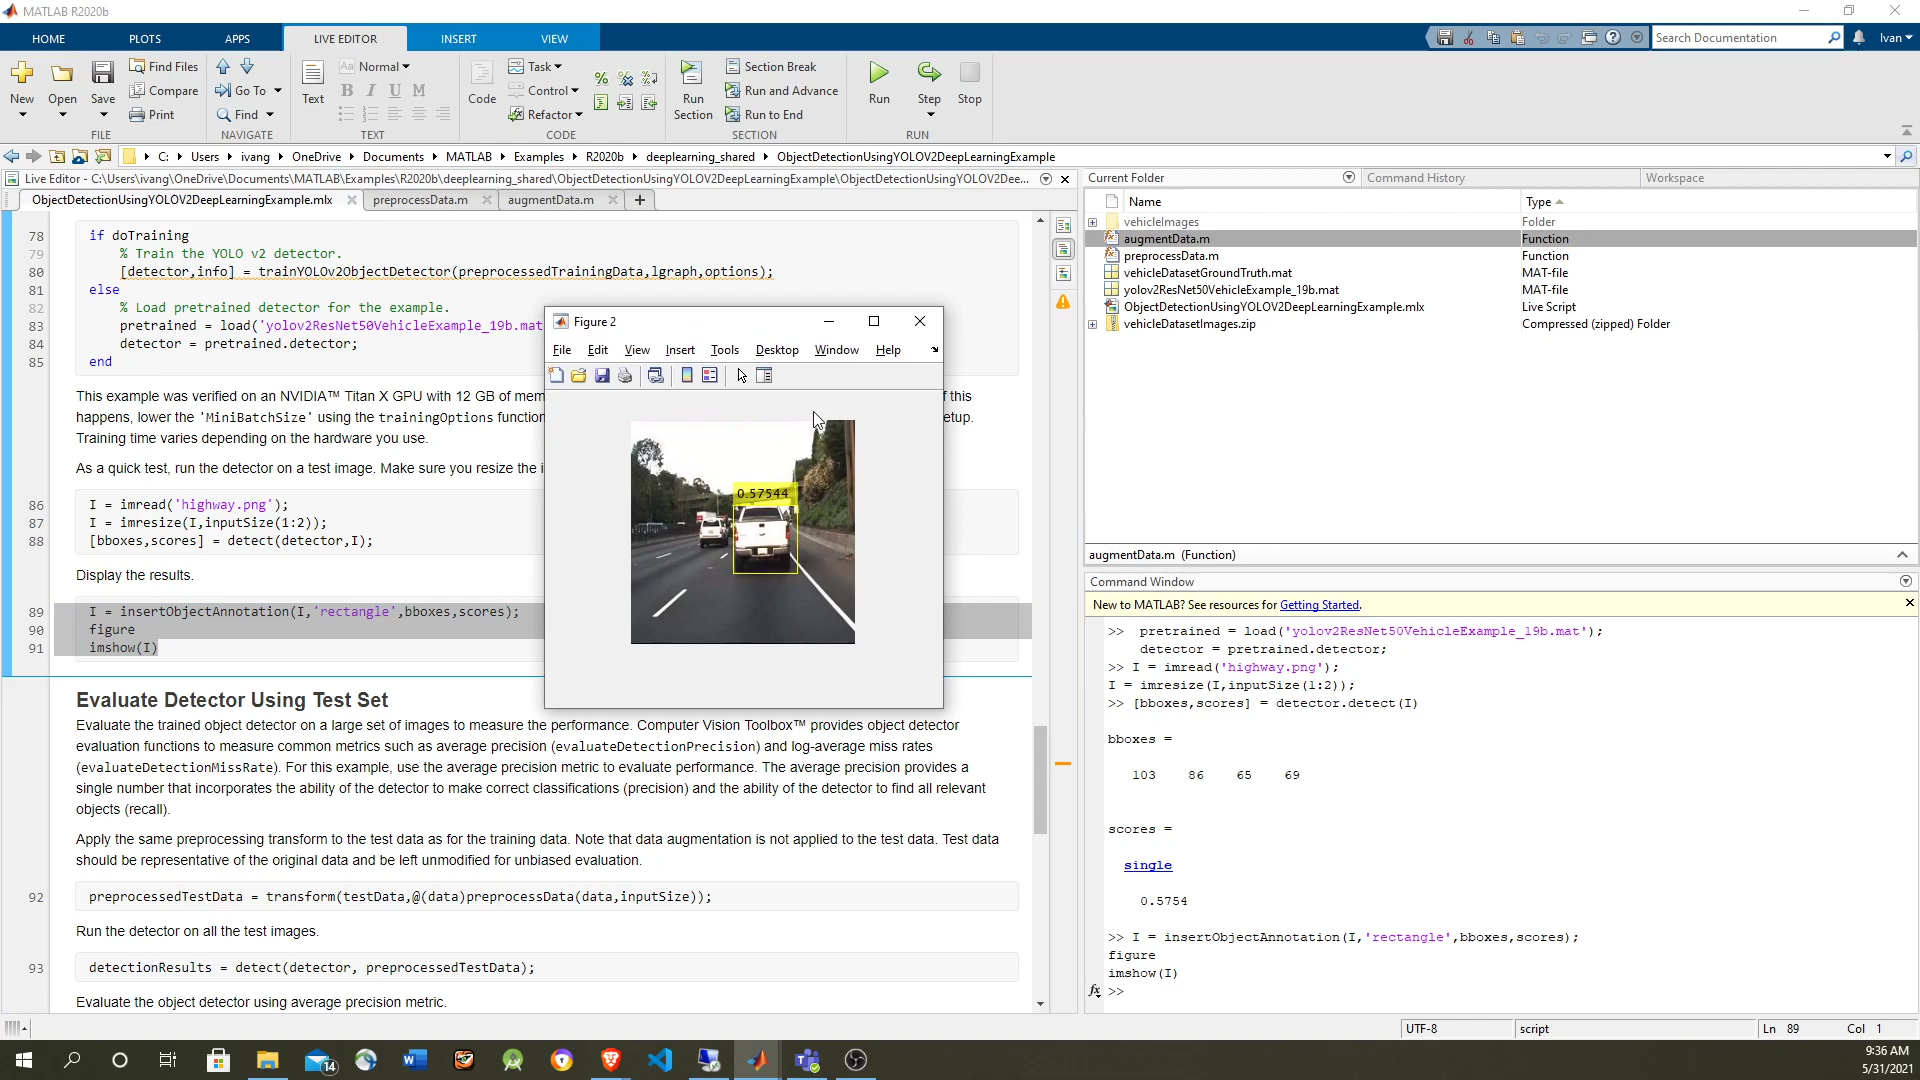 MATLAB R2020b
HOME PLOTS APPS LIVE EDITOR INSERT VIEW
Search Documentation
Ivan
New Open Save
Find Files
Compare
Print
FILE
Go To
Find
NAVIGATE
Text
Aa Normal
B I U M
TEXT
Code
Task
Control
Refactor
CODE
Run Section
Section Break
Run and Advance
Run to End
SECTION
Run Step Stop
RUN
C: Users ivang OneDrive Documents MATLAB Examples R2020b deeplearning_shared ObjectDetectionUsingYOLOV2DeepLearningExample
Live Editor - C:\Users\ivang\OneDrive\Documents\MATLAB\Examples\R2020b\deeplearning_shared\ObjectDetectionUsingYOLOV2DeepLearningExample\ObjectDetectionUsingYOLOV2Dee...
ObjectDetectionUsingYOLOV2DeepLearningExample.mlx preprocessData.m augmentData.m
78 if doTraining
79 % Train the YOLO v2 detector.
80 [detector,info] = trainYOLOv2ObjectDetector(preprocessedTrainingData,lgraph,options);
81 else
82 % Load pretrained detector for the example.
83 pretrained = load('yolov2ResNet50VehicleExample_19b.mat
84 detector = pretrained.detector;
85 end
This example was verified on an NVIDIA™ Titan X GPU with 12 GB of mem f this
happens, lower the 'MiniBatchSize' using the trainingOptions function etup.
Training time varies depending on the hardware you use.
As a quick test, run the detector on a test image. Make sure you resize the i
86 I = imread('highway.png');
87 I = imresize(I,inputSize(1:2));
88 [bboxes,scores] = detect(detector,I);
Display the results.
89 I = insertObjectAnnotation(I,'rectangle',bboxes,scores);
90 figure
91 imshow(I)
Evaluate Detector Using Test Set
Evaluate the trained object detector on a large set of images to measure the performance. Computer Vision Toolbox™ provides object detector
evaluation functions to measure common metrics such as average precision (evaluateDetectionPrecision) and log-average miss rates
(evaluateDetectionMissRate). For this example, use the average precision metric to evaluate performance. The average precision provides a
single number that incorporates the ability of the detector to make correct classifications (precision) and the ability of the detector to find all relevant
objects (recall).
Apply the same preprocessing transform to the test data as for the training data. Note that data augmentation is not applied to the test data. Test data
should be representative of the original data and be left unmodified for unbiased evaluation.
92 preprocessedTestData = transform(testData,@(data)preprocessData(data,inputSize));
Run the detector on all the test images.
93 detectionResults = detect(detector, preprocessedTestData);
Evaluate the object detector using average precision metric.
Figure 2
File Edit View Insert Tools Desktop Window Help
0.57544
Current Folder
Command History
Workspace
Name Type
vehicleImages Folder
augmentData.m Function
preprocessData.m Function
vehicleDatasetGroundTruth.mat MAT-file
yolov2ResNet50VehicleExample_19b.mat MAT-file
ObjectDetectionUsingYOLOV2DeepLearningExample.mlx Live Script
vehicleDatasetImages.zip Compressed (zipped) Folder
augmentData.m (Function)
Command Window
New to MATLAB? See resources for Getting Started.
>> pretrained = load('yolov2ResNet50VehicleExample_19b.mat');
detector = pretrained.detector;
>> I = imread('highway.png');
I = imresize(I,inputSize(1:2));
>> [bboxes,scores] = detector.detect(I)
bboxes =
103 86 65 69
scores =
single
0.5754
>> I = insertObjectAnnotation(I,'rectangle',bboxes,scores);
figure
imshow(I)
fx >>
UTF-8 script Ln 89 Col 1
14
9:36 AM
5/31/2021